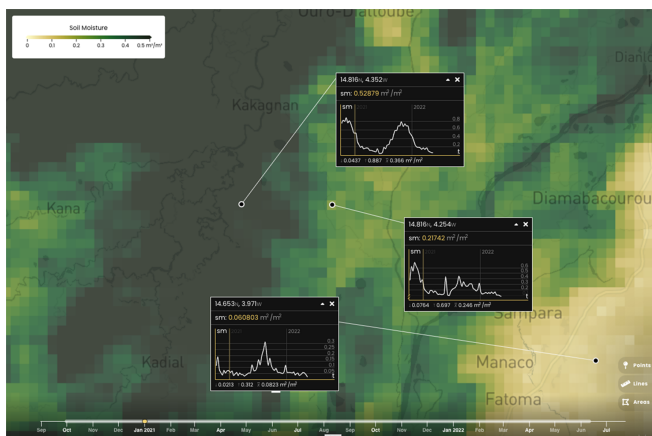 Ouro-Dialloube
Soil Moisture
0 0.1 0.2 0.3 0.4 0.5 m³/m³
Kakagnan
14.816N, 4.352W
sm: 0.52879 m³/m³
sm 2022
0.8
0.6
0.4
0.2
t
↓ 0.0437 ↑ 0.887 ⁝ 0.366 m³/m³
Kana
Diamabacourou
14.816N, 4.254W
sm: 0.21742 m³/m³
sm 2022
0.6
0.5
0.4
0.3
0.2
t
↓ 0.0764 ↑ 0.697 ⁝ 0.246 m³/m³
14.653N, 3.971W
sm: 0.060803 m³/m³
sm 2022
0.3
0.25
0.2
0.15
0.1
0.05
t
↓ 0.0213 ↑ 0.312 ⁝ 0.0823 m³/m³
Sampara
Kadial
Manaco
Fatoma
Points
Lines
Areas
Sep Oct Nov Dec Jan 2021 Feb Mar Apr May Jun Jul Aug Sep Oct Nov Dec Jan 2022 Feb Mar Apr May Jun Jul